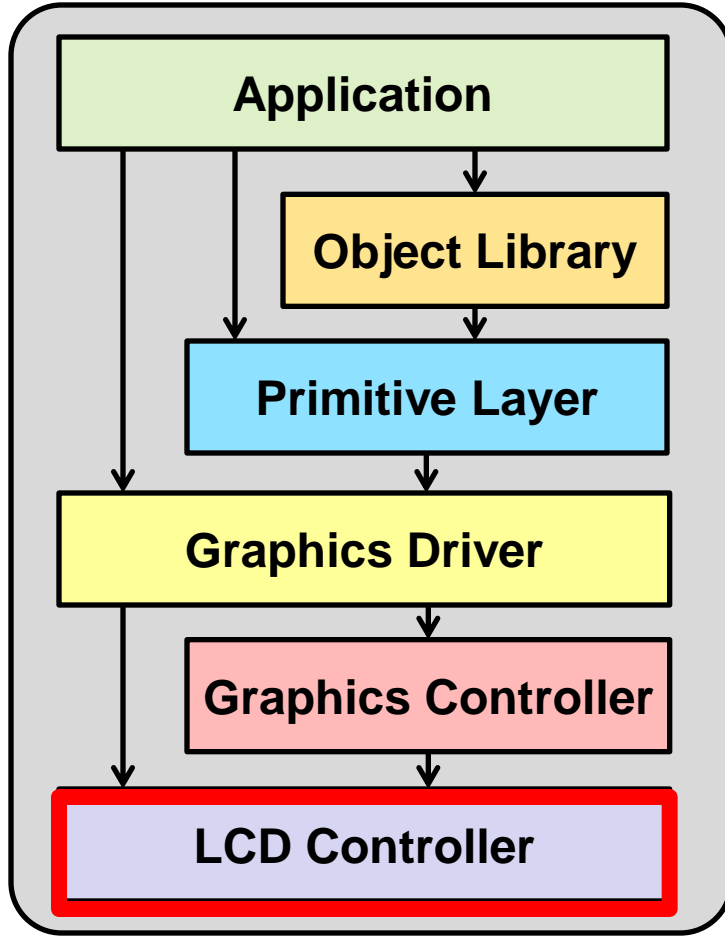 Application
Object Library
Primitive Layer
Graphics Driver
Graphics Controller
LCD Controller